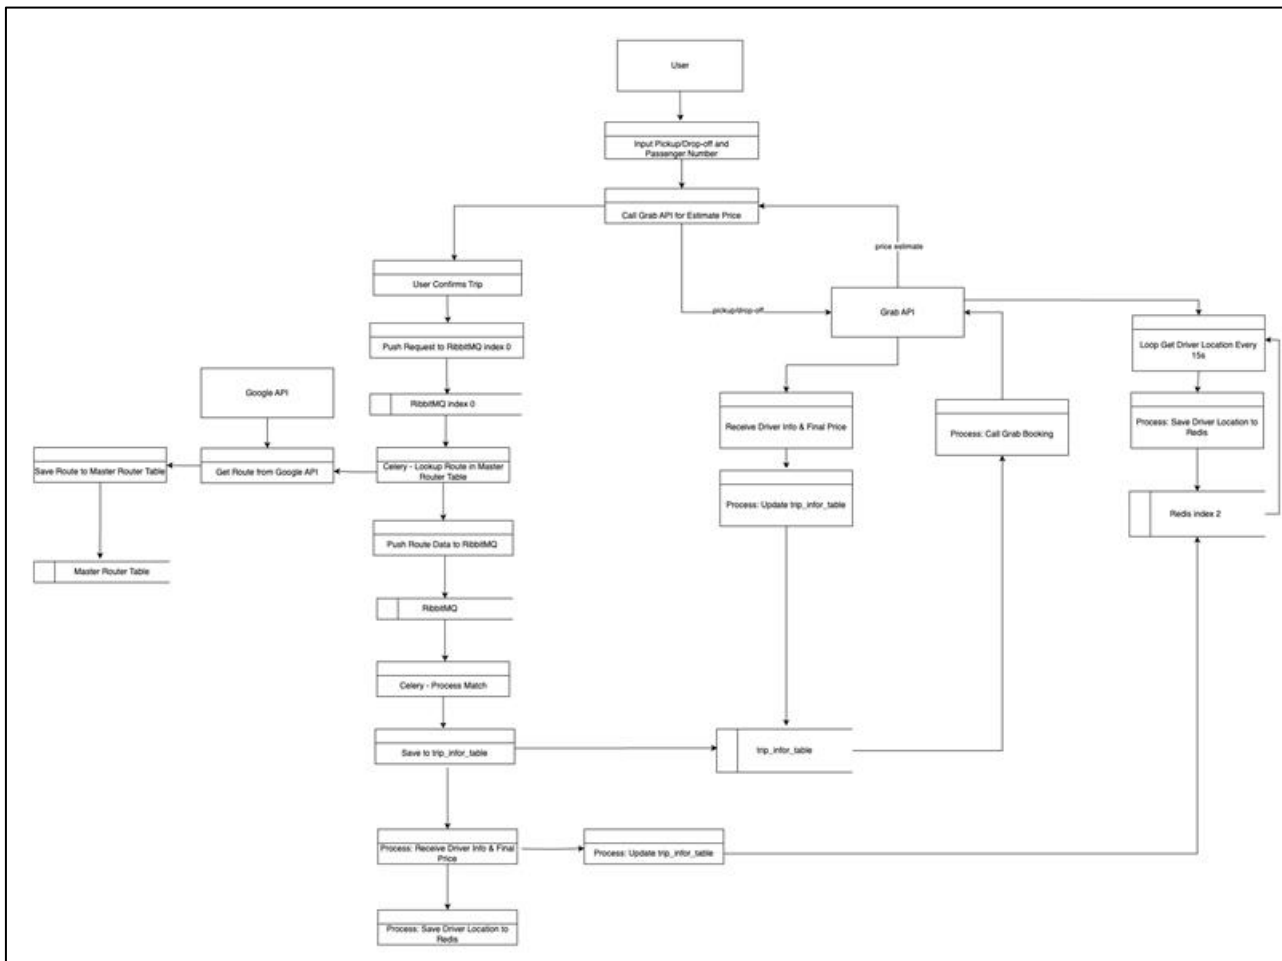 User
Input Pickup/Drop-off and
Passenger Number
Call Grab API for Estimate Price
price estimate
User Confirms Trip
pickup/drop-off
Grab API
Push Request to RibbitMQ index 0
Loop Get Driver Location Every
15s
Google API
RibbitMQ index 0
Receive Driver Info & Final Price
Process: Call Grab Booking
Process: Save Driver Location to
Redis
Save Route to Master Router Table
Get Route from Google API
Celery - Lookup Route in Master
Router Table
Process: Update trip_infor_table
Redis index 2
Push Route Data to RibbitMQ
Master Router Table
RibbitMQ
Celery - Process Match
Save to trip_infor_table
trip_infor_table
Process: Receive Driver Info & Final
Price
Process: Update trip_infor_table
Process: Save Driver Location to
Redis